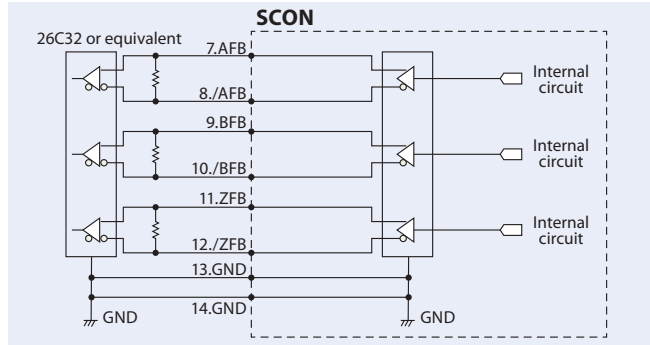 SCON
26C32 or equivalent
7.AFB
8./AFB
Internal
circuit
9.BFB
10./BFB
Internal
circuit
11.ZFB
12./ZFB
Internal
circuit
13.GND
14.GND
GND
GND